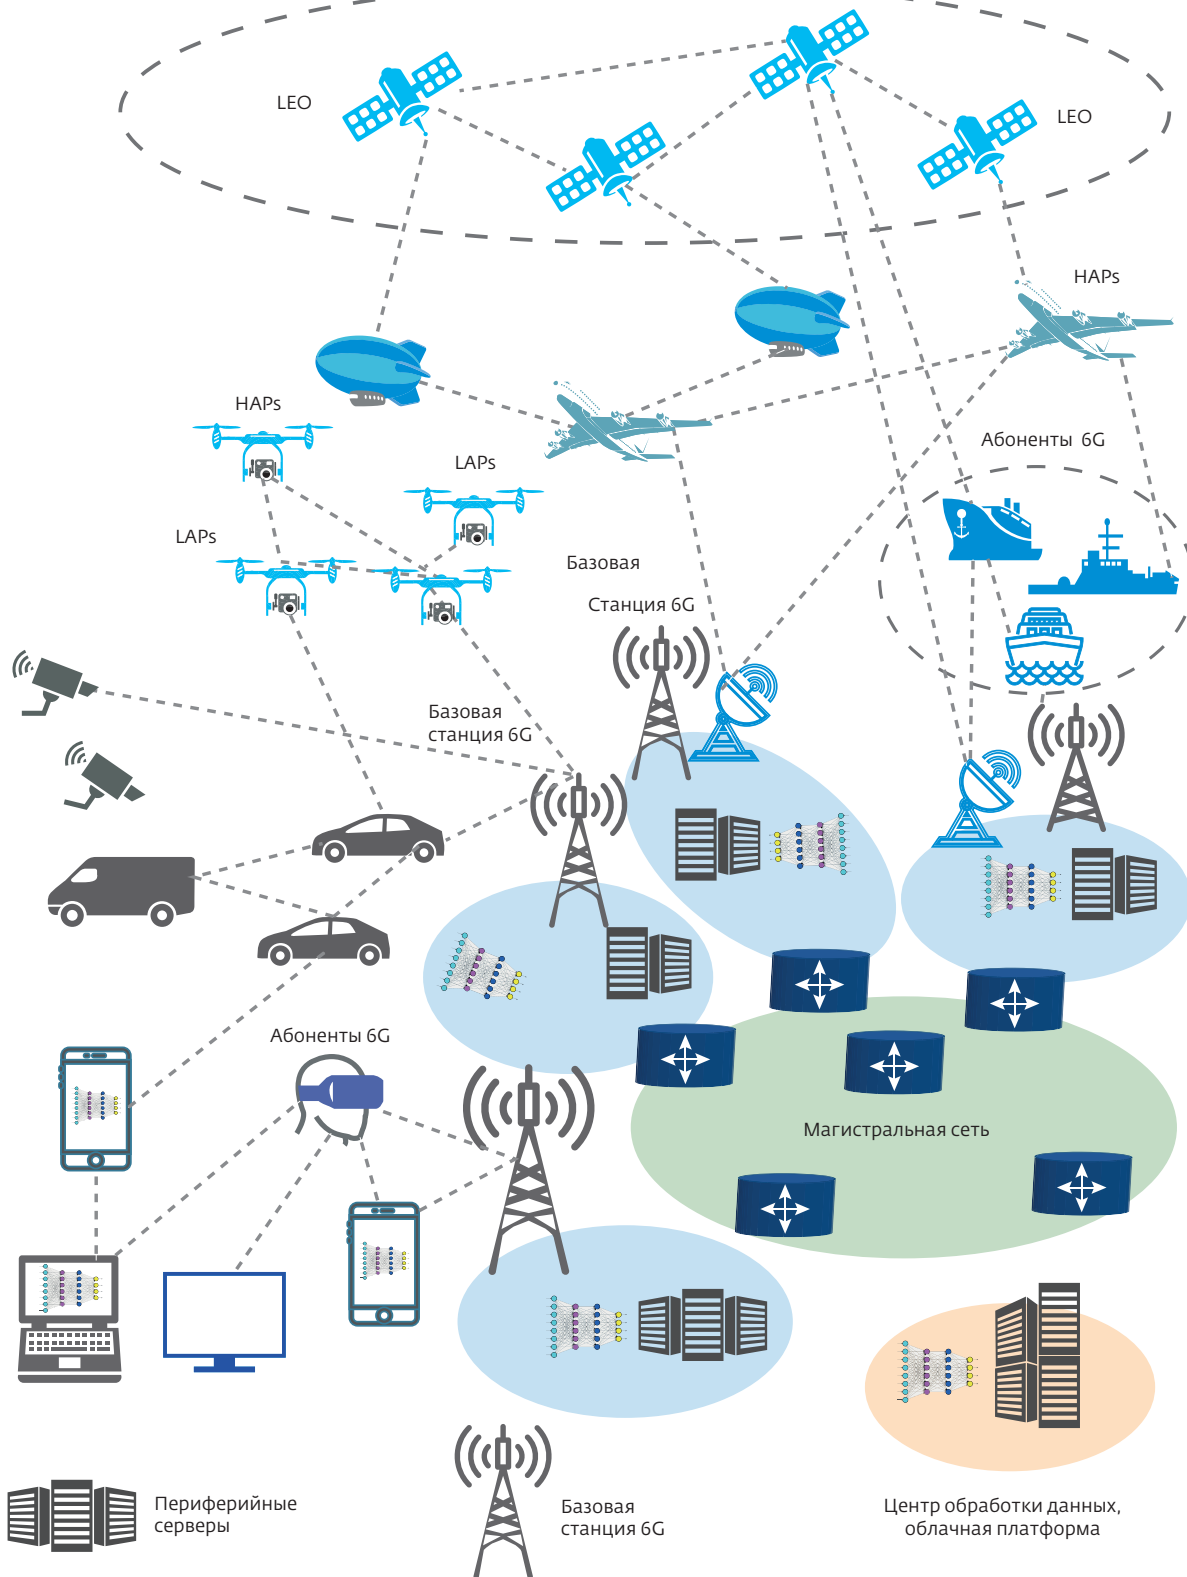 LEO
LEO
HAPs
HAPs
Абоненты 6G
LAPs
LAPs
Базовая
Станция 6G
Базовая
станция 6G
Абоненты 6G
Магистральная сеть
Периферийные
серверы
Базовая
станция 6G
Центр обработки данных,
облачная платформа